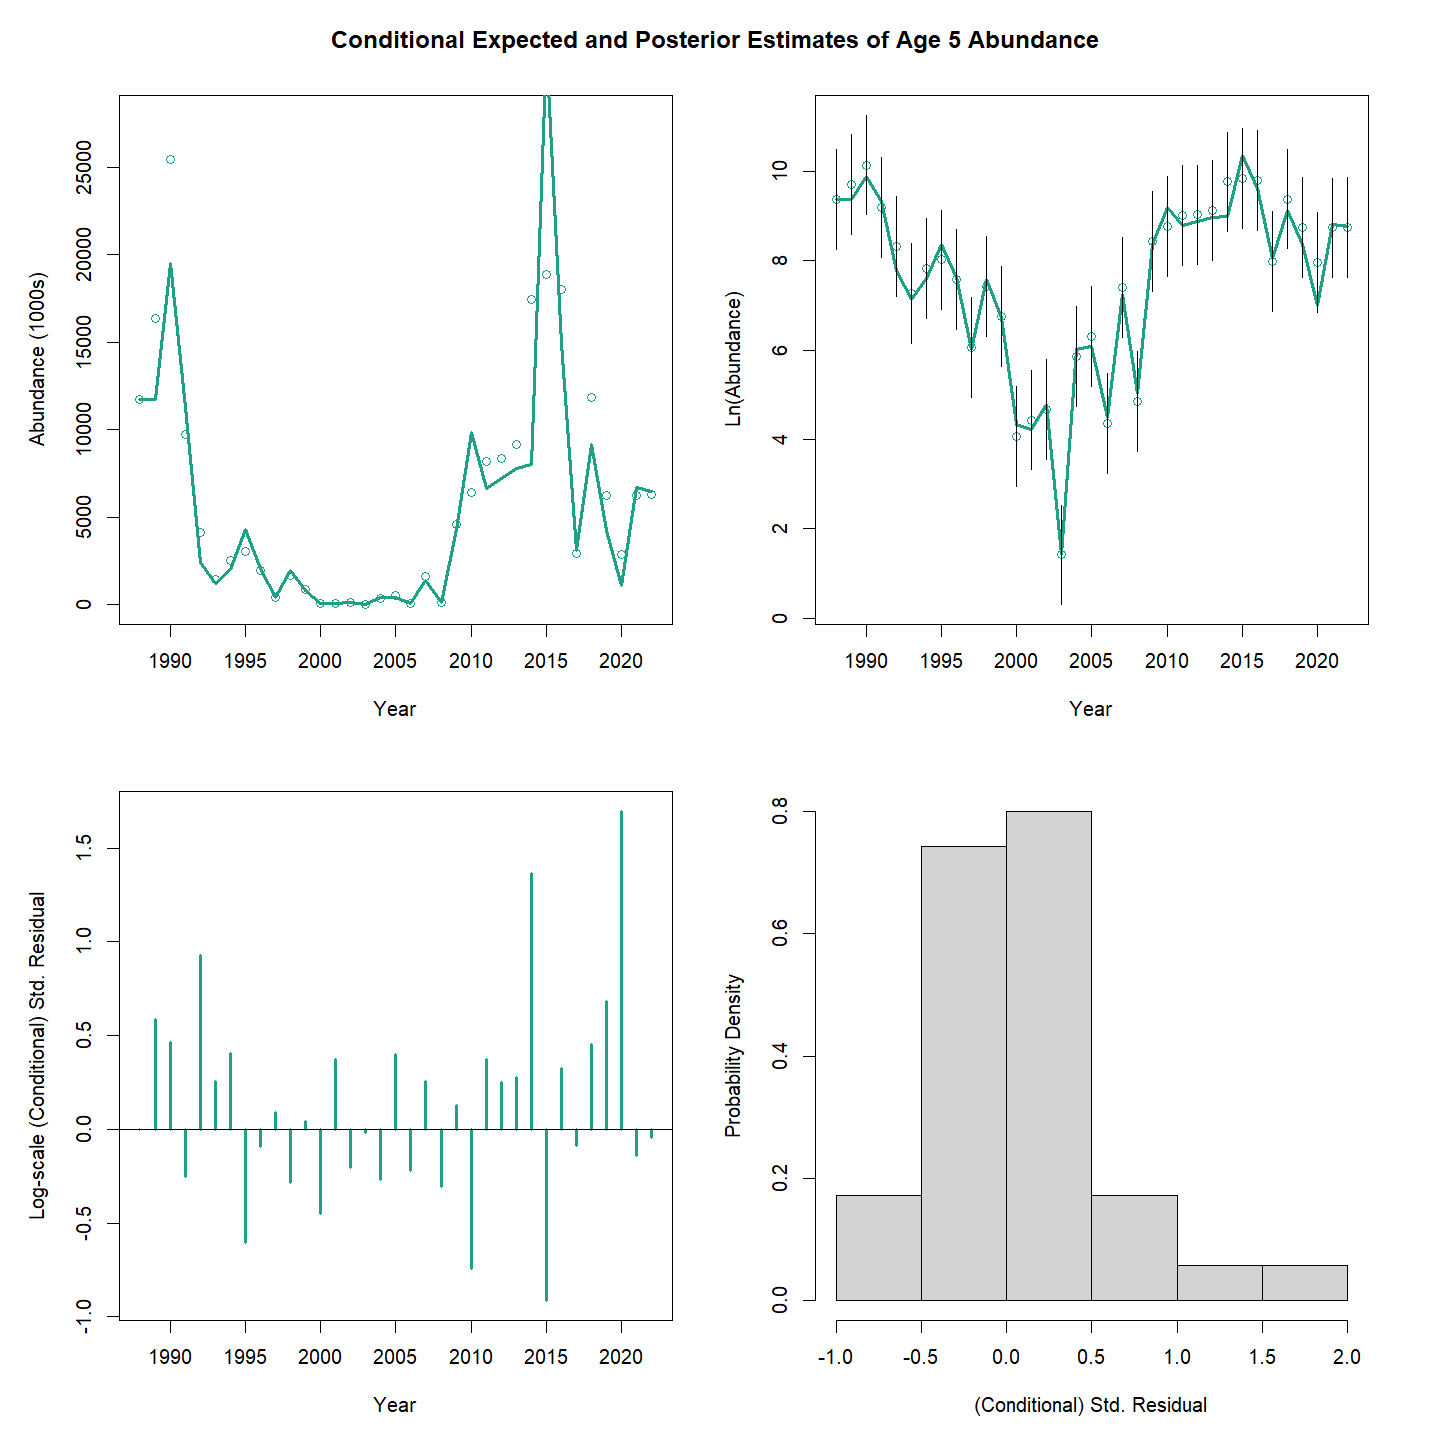 Conditional Expected and Posterior Estimates of Age 5 Abundance
Abundance (1000s)
25000
20000
15000
10000
5000
0
1990 1995 2000 2005 2010 2015 2020
Year
Ln(Abundance)
10
8
6
4
2
0
1990 1995 2000 2005 2010 2015 2020
Year
Log-scale (Conditional) Std. Residual
1.5
1.0
0.5
0.0
-0.5
-1.0
1990 1995 2000 2005 2010 2015 2020
Year
Probability Density
0.8
0.6
0.4
0.2
0.0
-1.0 -0.5 0.0 0.5 1.0 1.5 2.0
(Conditional) Std. Residual